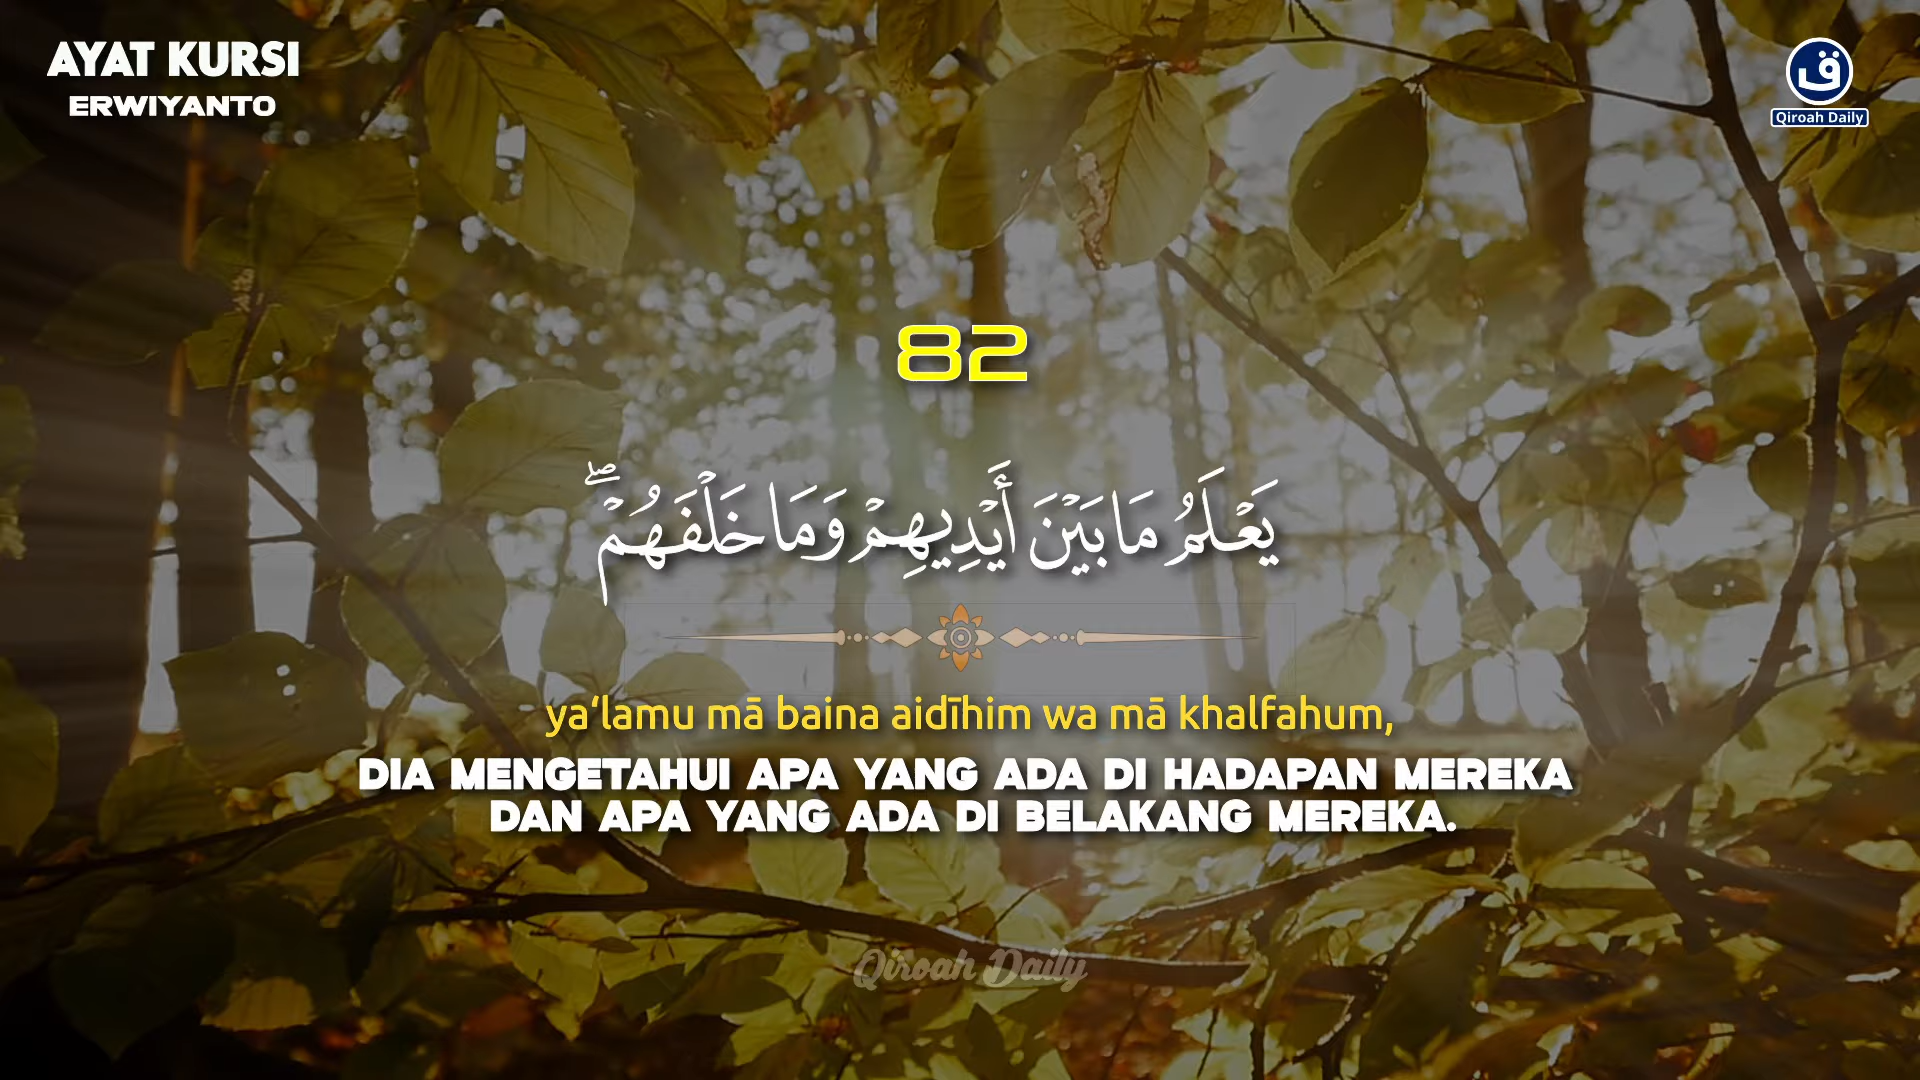 AYAT KURSI
ERWIYANTO
ق
Qiroah Daily
82
يَعْلَمُ مَا بَيْنَ أَيْدِيهِمْ وَمَا خَلْفَهُمْۖ
ya‘lamu mā baina aidīhim wa mā khalfahum,
DIA MENGETAHUI APA YANG ADA DI HADAPAN MEREKA
DAN APA YANG ADA DI BELAKANG MEREKA.
Qiroah Daily